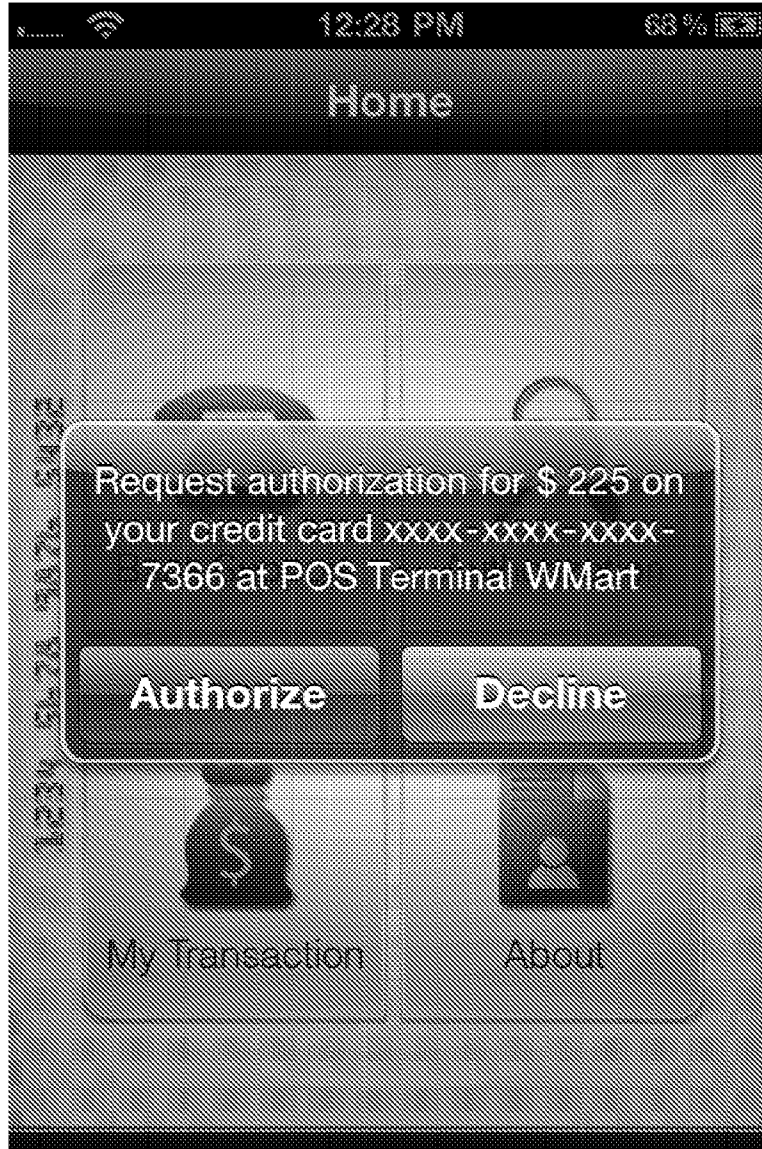 12:28 PM
68 %
Home
Request authorization for $ 225 on
your credit card xxxx-xxxx-xxxx-
7366 at POS Terminal WMart
Authorize
Decline
My Transaction
About